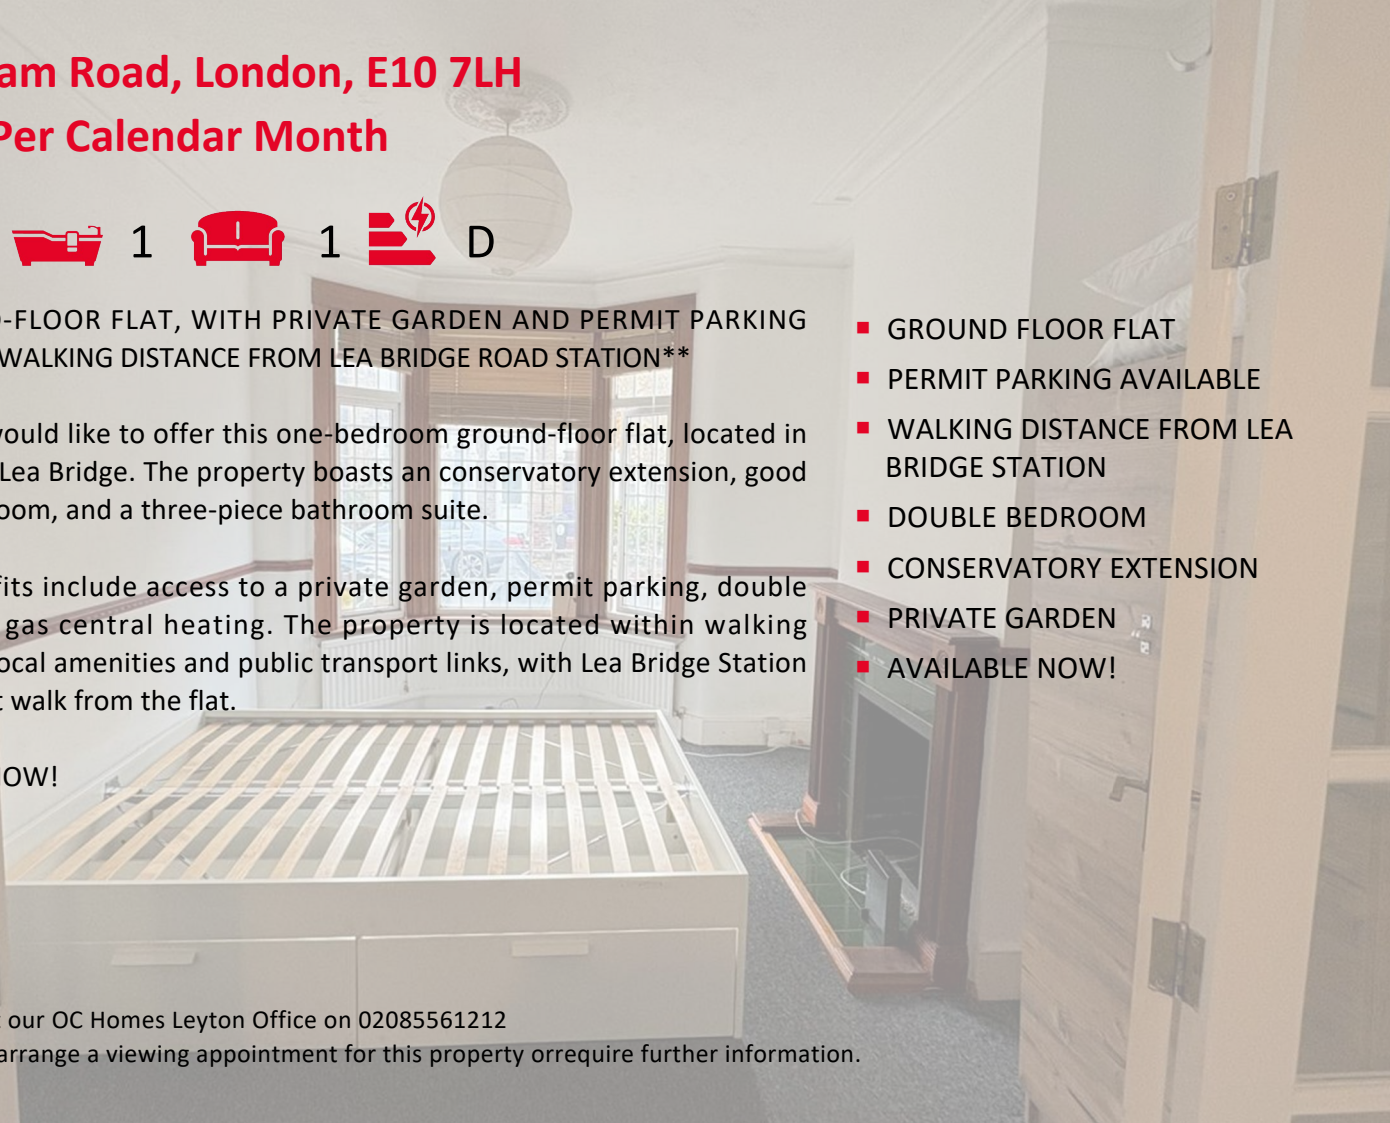 Road, London, E10 7LH
Per Calendar Month
1 1 D
-FLOOR FLAT, WITH PRIVATE GARDEN AND PERMIT PARKING
WALKING DISTANCE FROM LEA BRIDGE ROAD STATION**
would like to offer this one-bedroom ground-floor flat, located in
Lea Bridge. The property boasts an conservatory extension, good
and a three-piece bathroom suite.
include access to a private garden, permit parking, double
gas central heating. The property is located within walking
local amenities and public transport links, with Lea Bridge Station
walk from the flat.
NOW!
GROUND FLOOR FLAT
PERMIT PARKING AVAILABLE
WALKING DISTANCE FROM LEA
BRIDGE STATION
DOUBLE BEDROOM
CONSERVATORY EXTENSION
PRIVATE GARDEN
AVAILABLE NOW!
our OC Homes Leyton Office on 02085561212
arrange a viewing appointment for this property orrequire further information.